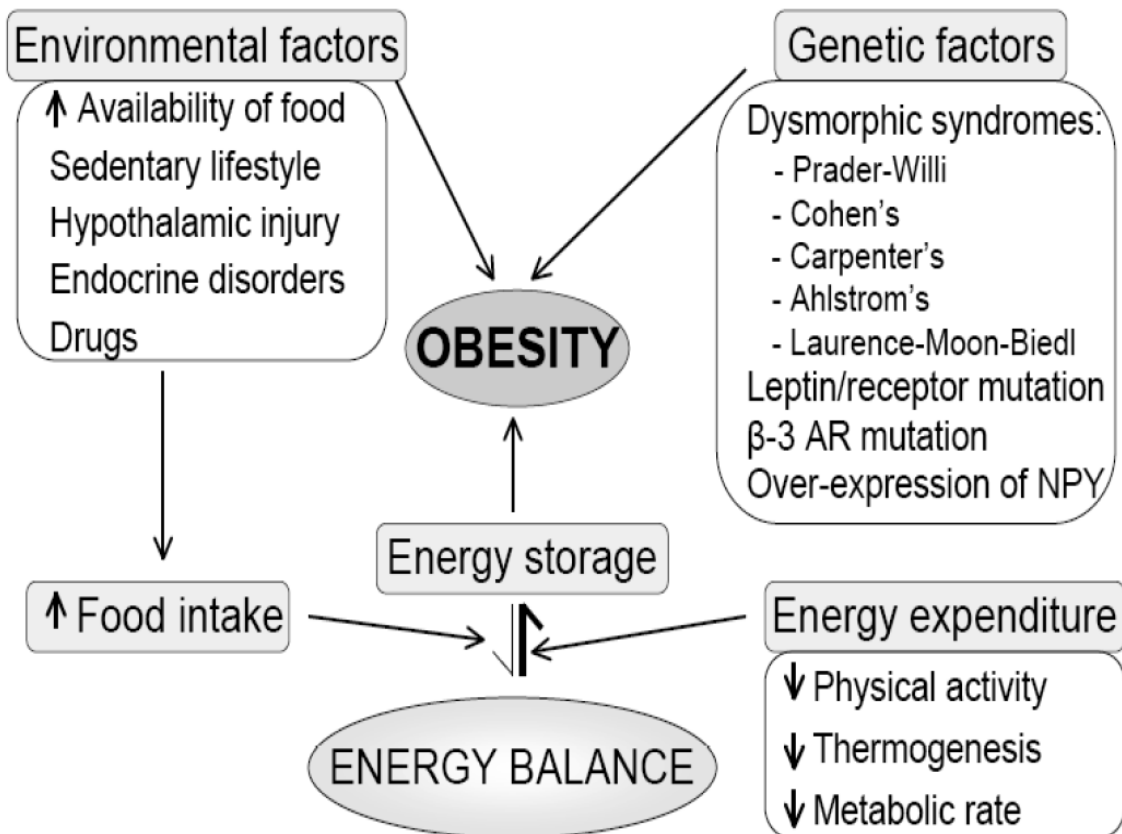 Environmental factors
↑ Availability of food
Sedentary lifestyle
Hypothalamic injury
Endocrine disorders
Drugs
Genetic factors
Dysmorphic syndromes:
- Prader-Willi
- Cohen's
- Carpenter's
- Ahlstrom's
- Laurence-Moon-Biedl
Leptin/receptor mutation
β-3 AR mutation
Over-expression of NPY
OBESITY
Energy storage
↑ Food intake
Energy expenditure
↓ Physical activity
↓ Thermogenesis
↓ Metabolic rate
ENERGY BALANCE